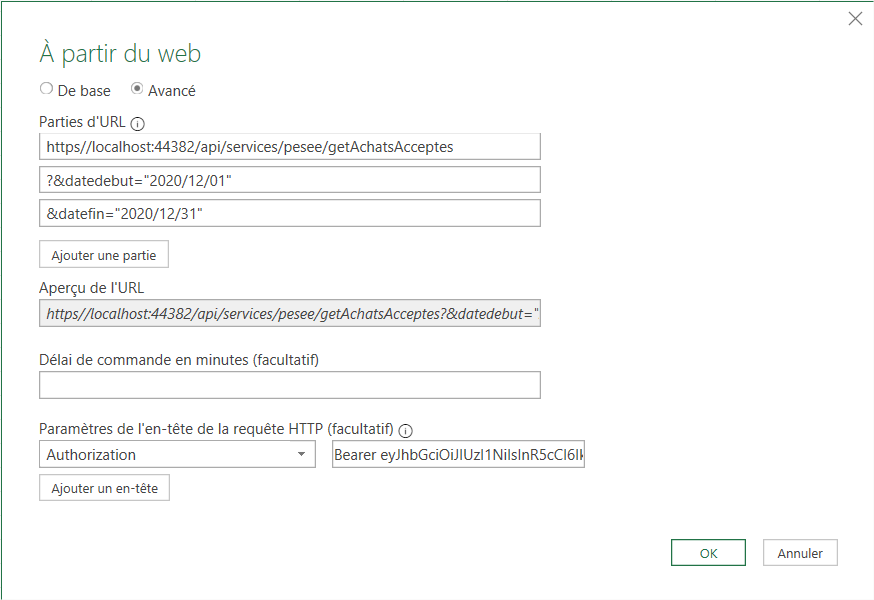 À partir du web
De base
Avancé
Parties d'URL
https//localhost:44382/api/services/pesee/getAchatsAcceptes
?&datedebut="2020/12/01"
&datefin="2020/12/31"
Ajouter une partie
Aperçu de l'URL
https//localhost:44382/api/services/pesee/getAchatsAcceptes?&datedebut="
Délai de commande en minutes (facultatif)
Paramètres de l'en-tête de la requête HTTP (facultatif)
Authorization
Bearer eyJhbGciOiJIUzI1NiIsInR5cCI6Ik
Ajouter un en-tête
OK
Annuler